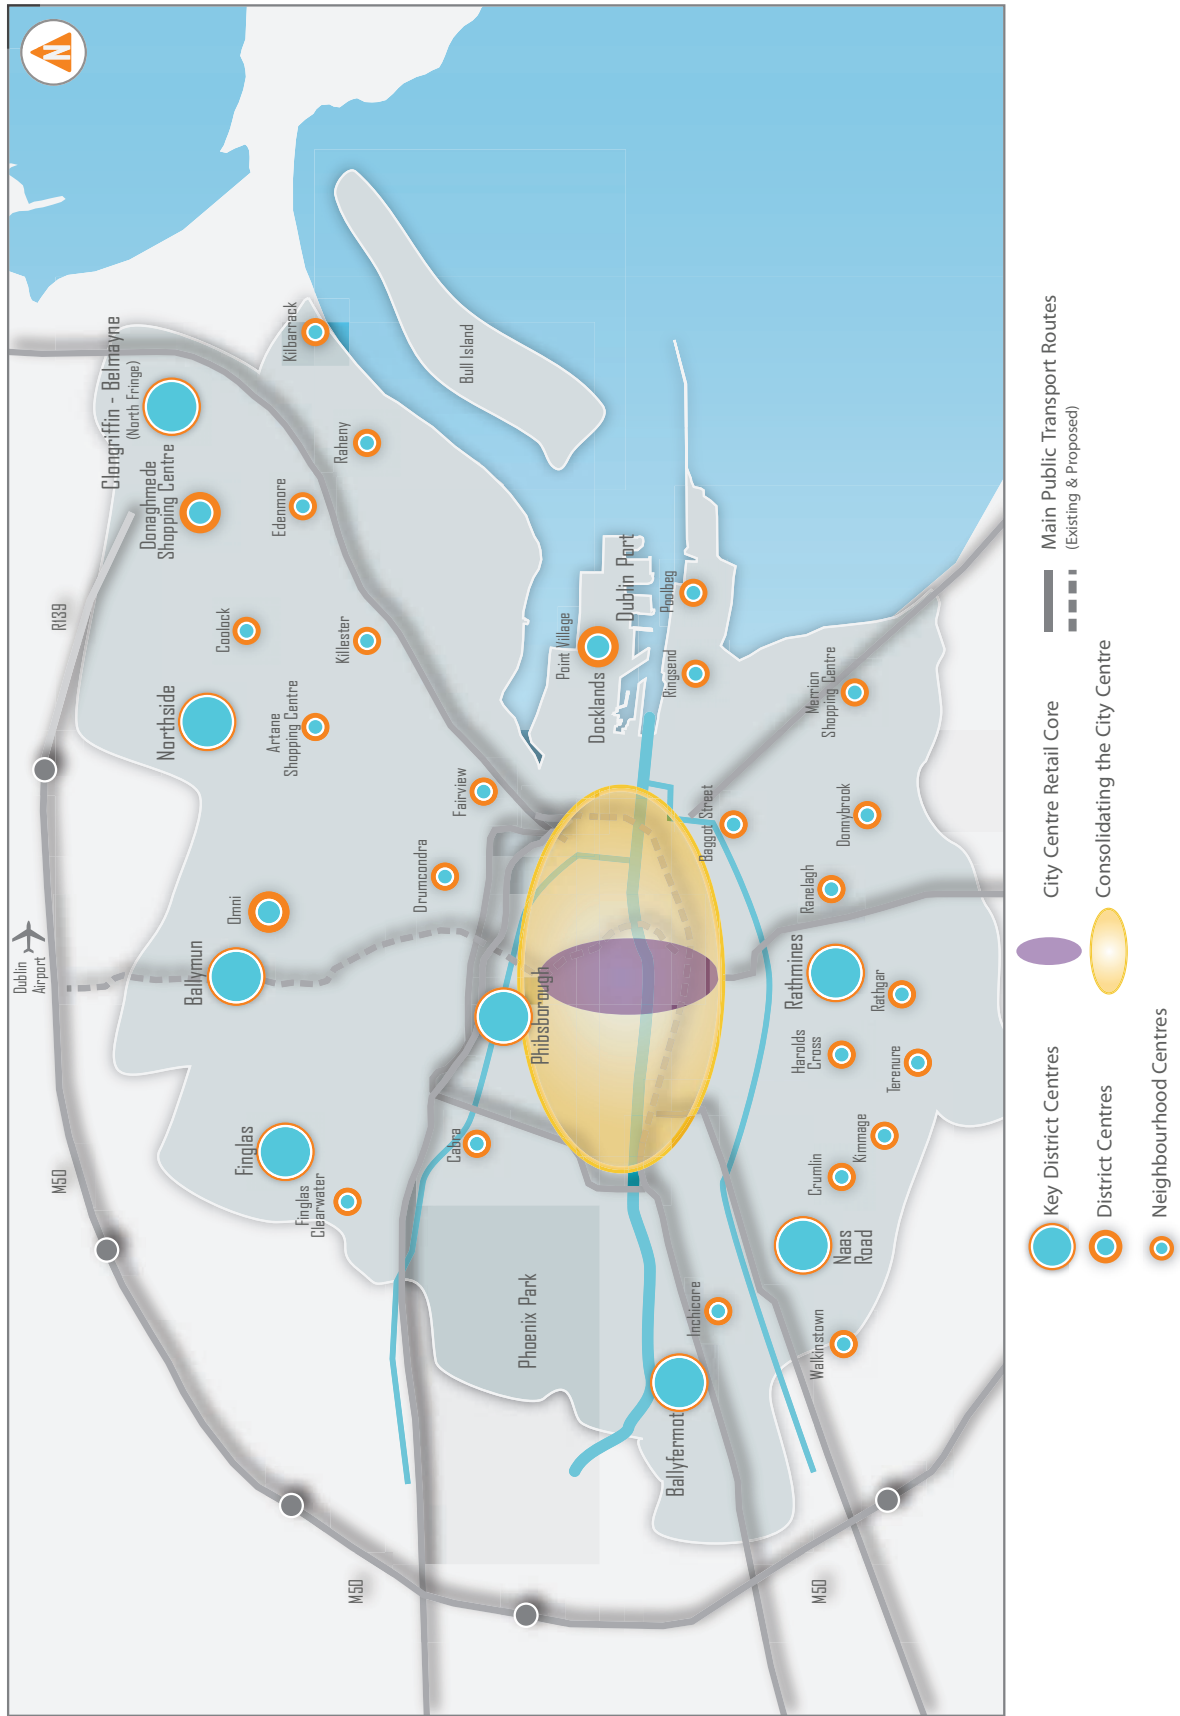 N
Dublin
Airport
R139
M50
M50
M50
Clongriffin - Belmayne
(North Fringe)
Donaghmede
Shopping Centre
Kilbarrack
Raheny
Edenmore
Bull Island
Coolock
Killester
Northside
Artane
Shopping Centre
Omni
Ballymun
Drumcondra
Fairview
Finglas
Finglas
Clearwater
Cabra
Phibsborough
Phoenix Park
Point Village
Docklands
Dublin Port
Poolbeg
Ringsend
Merrion
Shopping Centre
Baggot Street
Donnybrook
Ranelagh
Rathmines
Rathgar
Harolds
Cross
Terenure
Kimmage
Crumlin
Naas
Road
Walkinstown
Inchicore
Ballyfermot
Key District Centres
District Centres
Neighbourhood Centres
City Centre Retail Core
Consolidating the City Centre
Main Public Transport Routes
(Existing & Proposed)